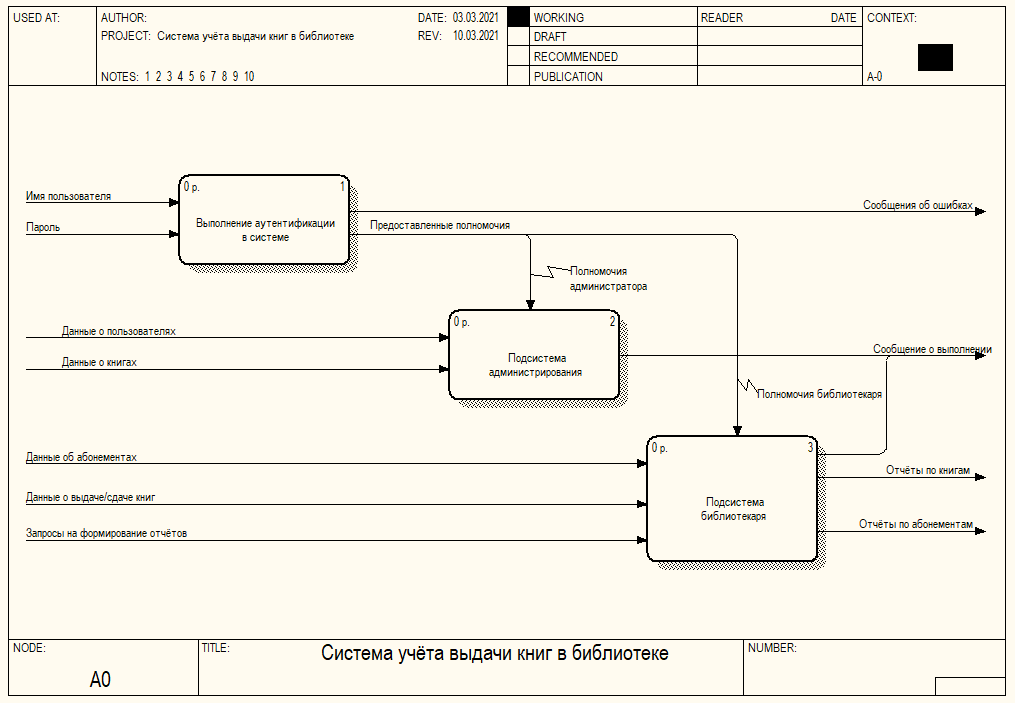 USED AT:
AUTHOR:
DATE: 03.03.2021
PROJECT: Система учёта выдачи книг в библиотеке
REV: 10.03.2021
NOTES: 1 2 3 4 5 6 7 8 9 10
WORKING
DRAFT
RECOMMENDED
PUBLICATION
READER
DATE
CONTEXT:
A-0
Имя пользователя
Пароль
0 р.
1
Выполнение аутентификации
в системе
Сообщения об ошибках
Предоставленные полномочия
Полномочия
администратора
Данные о пользователях
Данные о книгах
0 р.
2
Подсистема
администрирования
Сообщение о выполнении
Полномочия библиотекаря
Данные об абонементах
Данные о выдаче/сдаче книг
Запросы на формирование отчётов
0 р.
3
Подсистема
библиотекаря
Отчёты по книгам
Отчёты по абонементам
NODE:
A0
TITLE:
Система учёта выдачи книг в библиотеке
NUMBER: